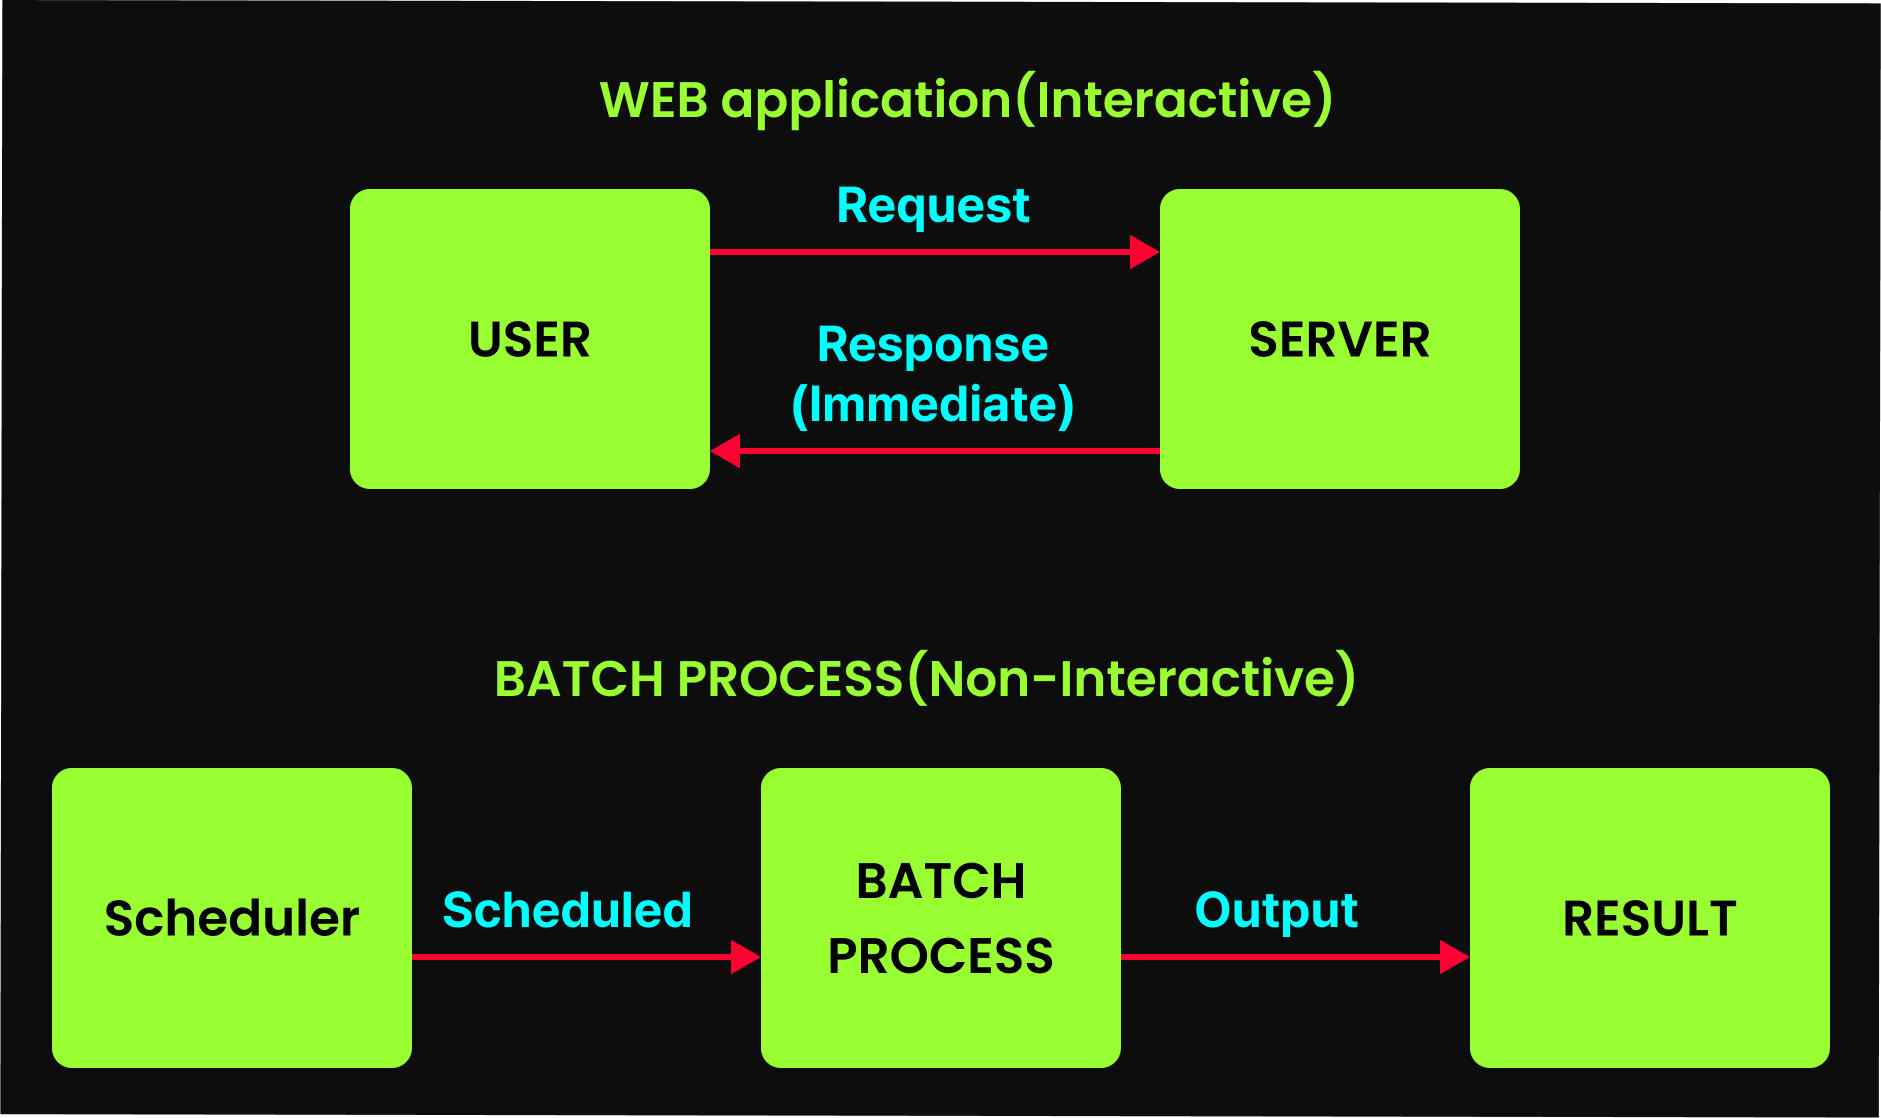 WEB application(Interactive)
Request
USER
SERVER
Response
(Immediate)
BATCH PROCESS(Non-Interactive)
Scheduler
Scheduled
BATCH
PROCESS
Output
RESULT